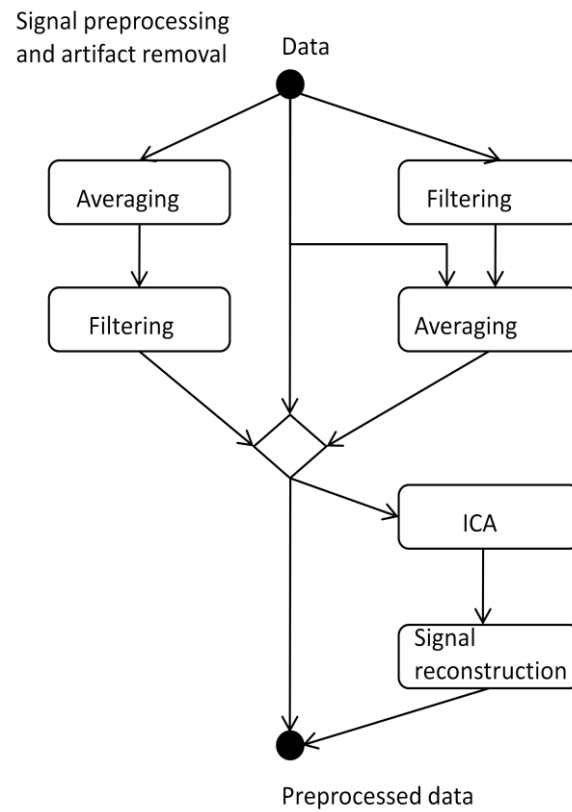 Signal preprocessing
and artifact removal
Data
Averaging
Filtering
Filtering
Averaging
ICA
Signal
reconstruction
Preprocessed data